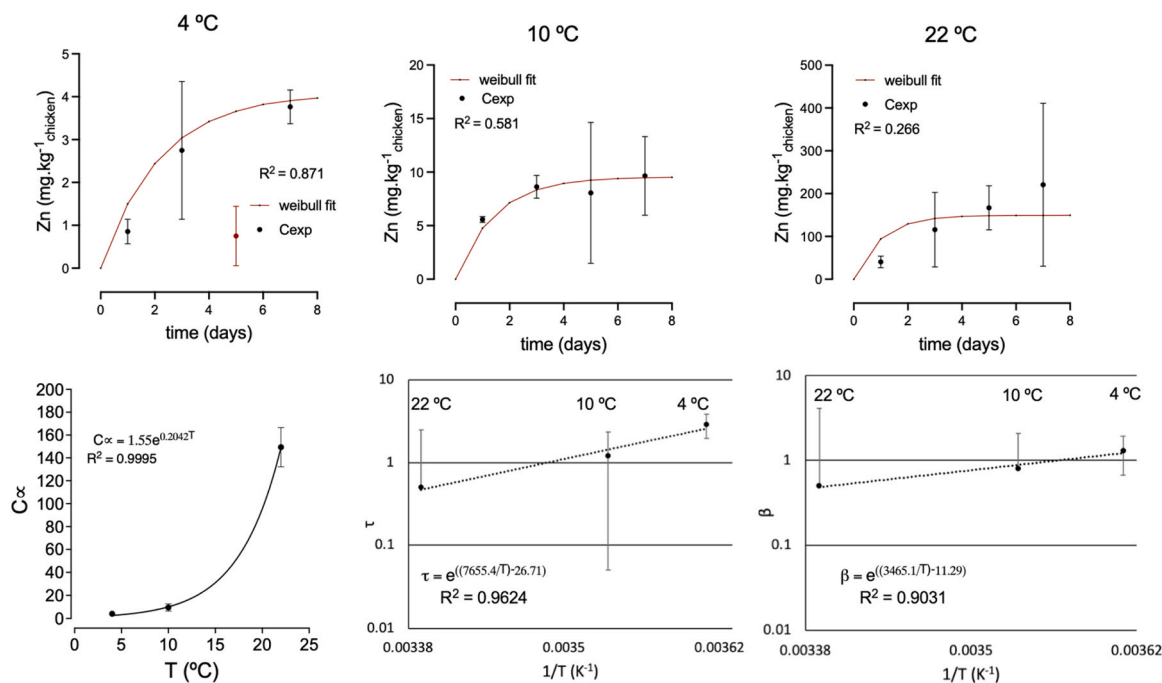 4 ºC
5
4
3
2
1
0
Zn (mg.kg-1chicken)
R2 = 0.871
weibull fit
Cexp
0 2 4 6 8
time (days)
10 ºC
20
15
10
5
0
Zn (mg.kg-1chicken)
weibull fit
Cexp
R2 = 0.581
0 2 4 6 8
time (days)
22 ºC
500
400
300
200
100
0
Zn (mg.kg-1chicken)
weibull fit
Cexp
R2 = 0.266
0 2 4 6 8
time (days)
200
180
160
140
120
100
80
60
40
20
0
C∝
C∝ = 1.55e0.2042T
R2 = 0.9995
0 5 10 15 20 25
T (ºC)
10
1
0.1
0.01
τ
22 ºC 10 ºC 4 ºC
τ = e((7655.4/T)-26.71)
R2 = 0.9624
0.00338 0.0035 0.00362
1/T (K-1)
10
1
0.1
0.01
β
22 ºC 10 ºC 4 ºC
β = e((3465.1/T)-11.29)
R2 = 0.9031
0.00338 0.0035 0.00362
1/T (K-1)